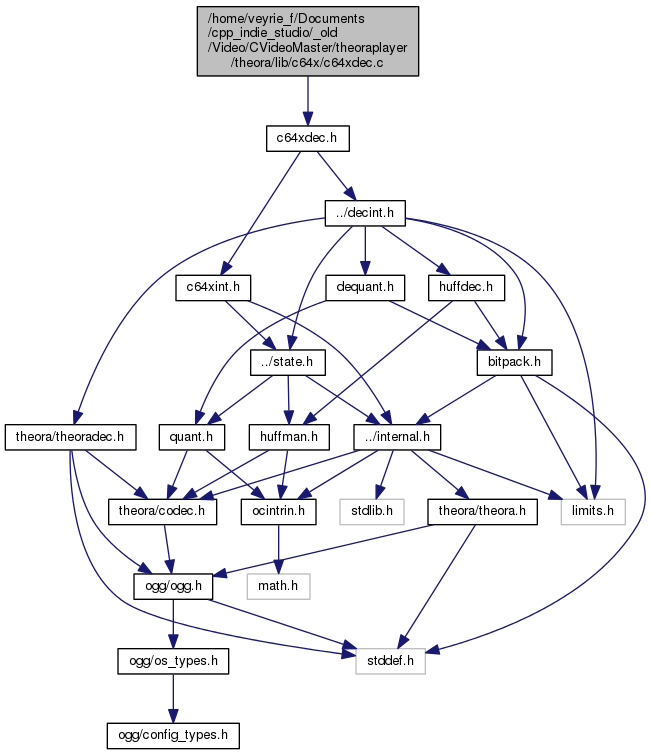 /home/veyrie_f/Documents
/cpp_indie_studio/_old
/Video/CVideoMaster/theoraplayer
/theora/lib/c64x/c64xdec.c
c64xdec.h
../decint.h
c64xint.h
dequant.h
huffdec.h
../state.h
bitpack.h
theora/theoradec.h
quant.h
huffman.h
../internal.h
theora/codec.h
ocintrin.h
stdlib.h
theora/theora.h
limits.h
ogg/ogg.h
math.h
ogg/os_types.h
stddef.h
ogg/config_types.h